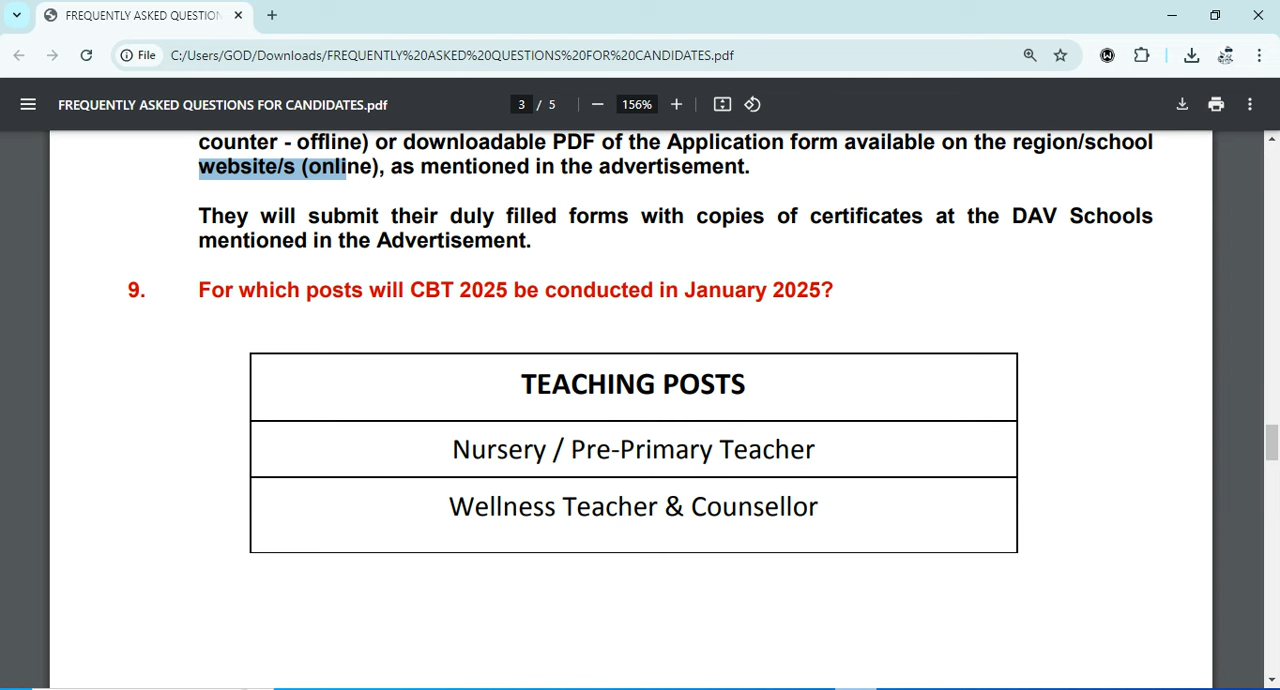 FREQUENTLY ASKED QUESTION
File C:/Users/GOD/Downloads/FREQUENTLY%20ASKED%20QUESTIONS%20FOR%20CANDIDATES.pdf
FREQUENTLY ASKED QUESTIONS FOR CANDIDATES.pdf 3 / 5 156%
counter - offline) or downloadable PDF of the Application form available on the region/school
website/s (online), as mentioned in the advertisement.
They will submit their duly filled forms with copies of certificates at the DAV Schools
mentioned in the Advertisement.
9. For which posts will CBT 2025 be conducted in January 2025?
TEACHING POSTS
Nursery / Pre-Primary Teacher
Wellness Teacher & Counsellor